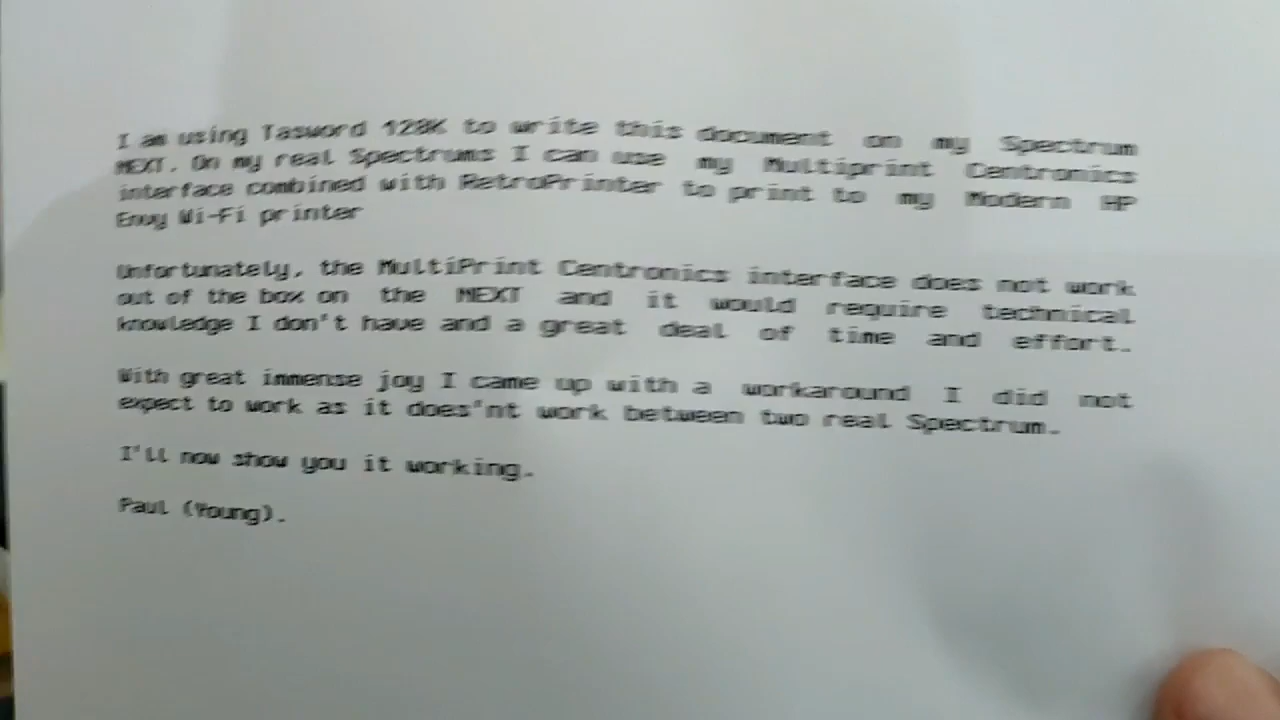 I am using Tasword 128K to write this document on my Spectrum
NEXT. On my real Spectrums I can use my Multiprint Centronics
interface combined with RetroPrinter to print to my Modern HP
Envy Wi-Fi printer
Unfortunately, the MultiPrint Centronics interface does not work
out of the box on the NEXT and it would require technical
knowledge I don't have and a great deal of time and effort.
With great immense joy I came up with a workaround I did not
expect to work as it does'nt work between two real Spectrum.
I'll now show you it working.
Paul (Young).